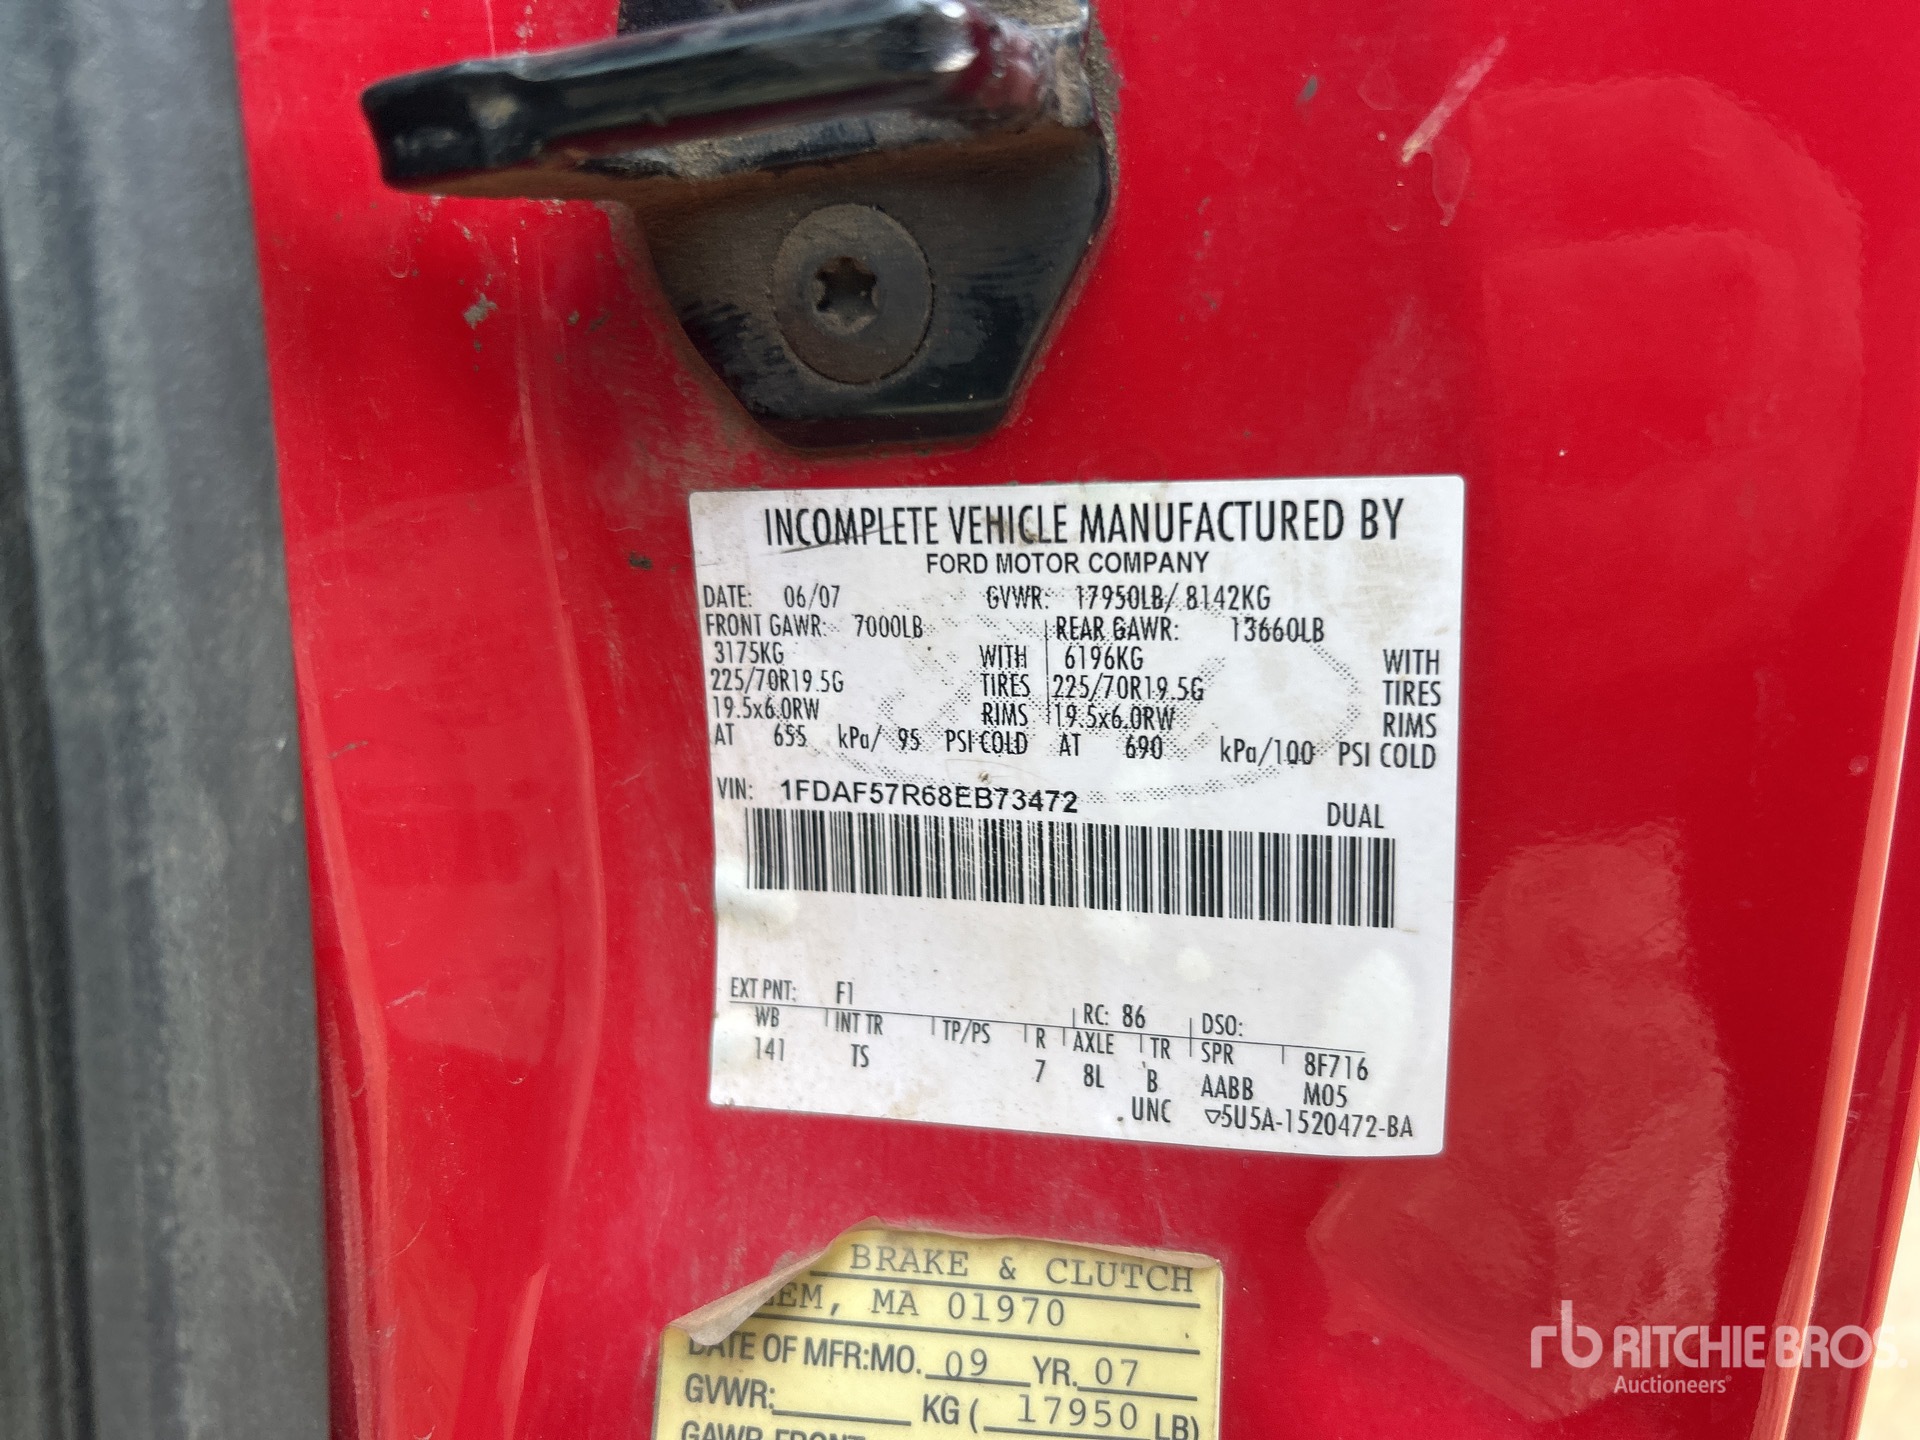 INCOMPLETE VEHICLE MANUFACTURED BY
FORD MOTOR COMPANY
DATE: 06/07 GVWR: 17950LB/ 8142KG
FRONT GAWR: 7000LB REAR GAWR: 13660LB
3175KG WITH 6196KG WITH
225/70R19.5G TIRES 225/70R19.5G TIRES
19.5x6.0RW RIMS 19.5x6.0RW RIMS
AT 655 kPa/ 95 PSI COLD AT 690 kPa/100 PSI COLD
VIN: 1FDAF57R68EB73472
DUAL
EXT PNT: F1 RC: 86 DSO:
WB INT TR TP/PS R AXLE TR SPR 8F716
141 TS 7 8L B AABB M05
. UNC ▽5U5A-1520472-BA
BRAKE & CLUTCH
EM, MA 01970
DATE OF MFR:MO. 09 YR. 07
GVWR: KG ( 17950 LB)
GAWR-FRONT
rb RITCHIE BROS.
Auctioneers®